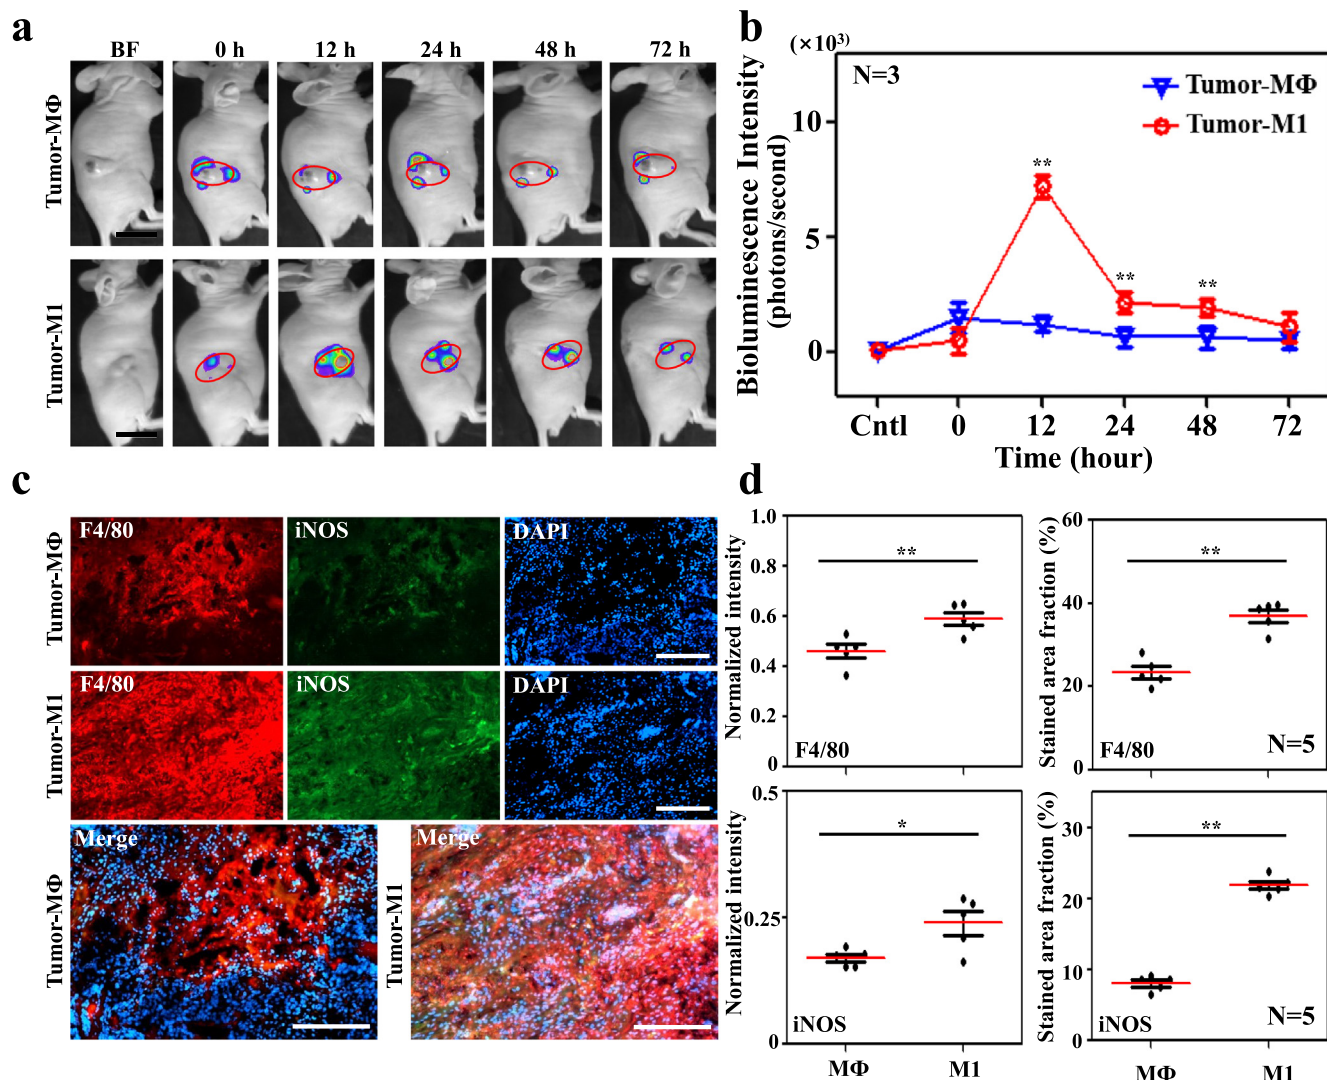 a
BF 0 h 12 h 24 h 48 h 72 h
Tumor-MΦ
Tumor-M1
b
(×10³)
Bioluminescence Intensity
(photons/second)
N=3
Tumor-MΦ
Tumor-M1
10
5
0
**
**
**
Cntl 0 12 24 48 72
Time (hour)
c
Tumor-MΦ
F4/80 iNOS DAPI
Tumor-M1
F4/80 iNOS DAPI
Tumor-MΦ
Merge
Tumor-M1
Merge
d
Normalized intensity
1.0
0.8
0.6
0.4
0.2
0
**
F4/80
Stained area fraction (%)
60
40
20
0
**
F4/80
N=5
Normalized intensity
0.5
0.25
0
*
iNOS
MΦ M1
Stained area fraction (%)
30
20
10
0
**
iNOS
N=5
MΦ M1